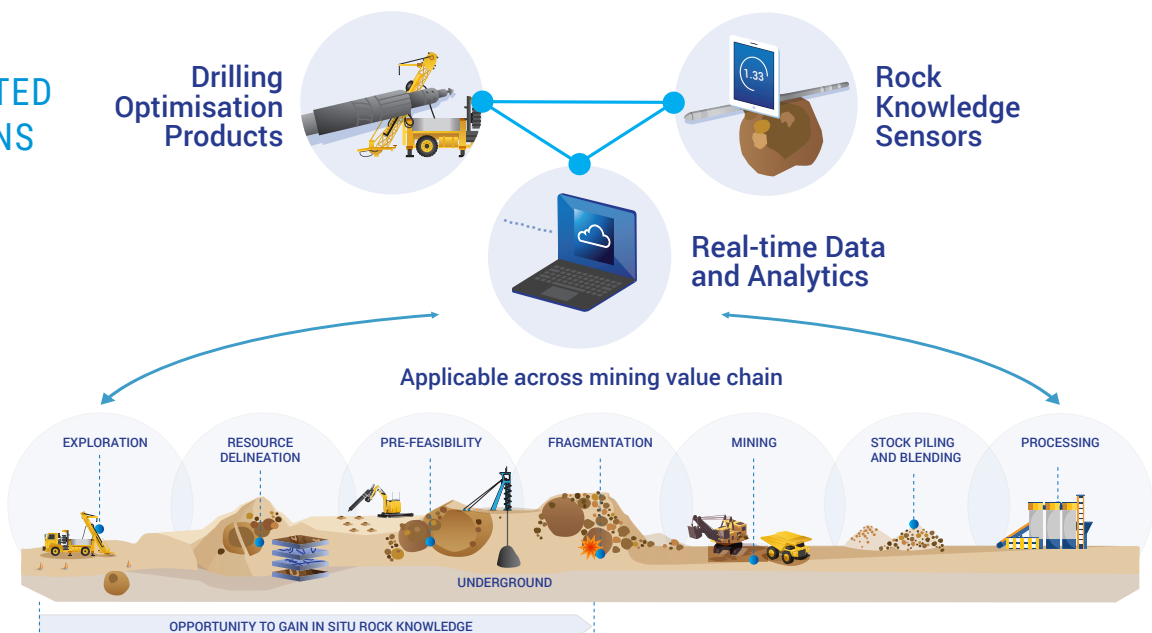 TED
NS
Drilling
Optimisation
Products
1.33
Rock
Knowledge
Sensors
Real-time Data
and Analytics
Applicable across mining value chain
EXPLORATION
RESOURCE
DELINEATION
PRE-FEASIBILITY
FRAGMENTATION
MINING
STOCK PILING
AND BLENDING
PROCESSING
UNDERGROUND
OPPORTUNITY TO GAIN IN SITU ROCK KNOWLEDGE